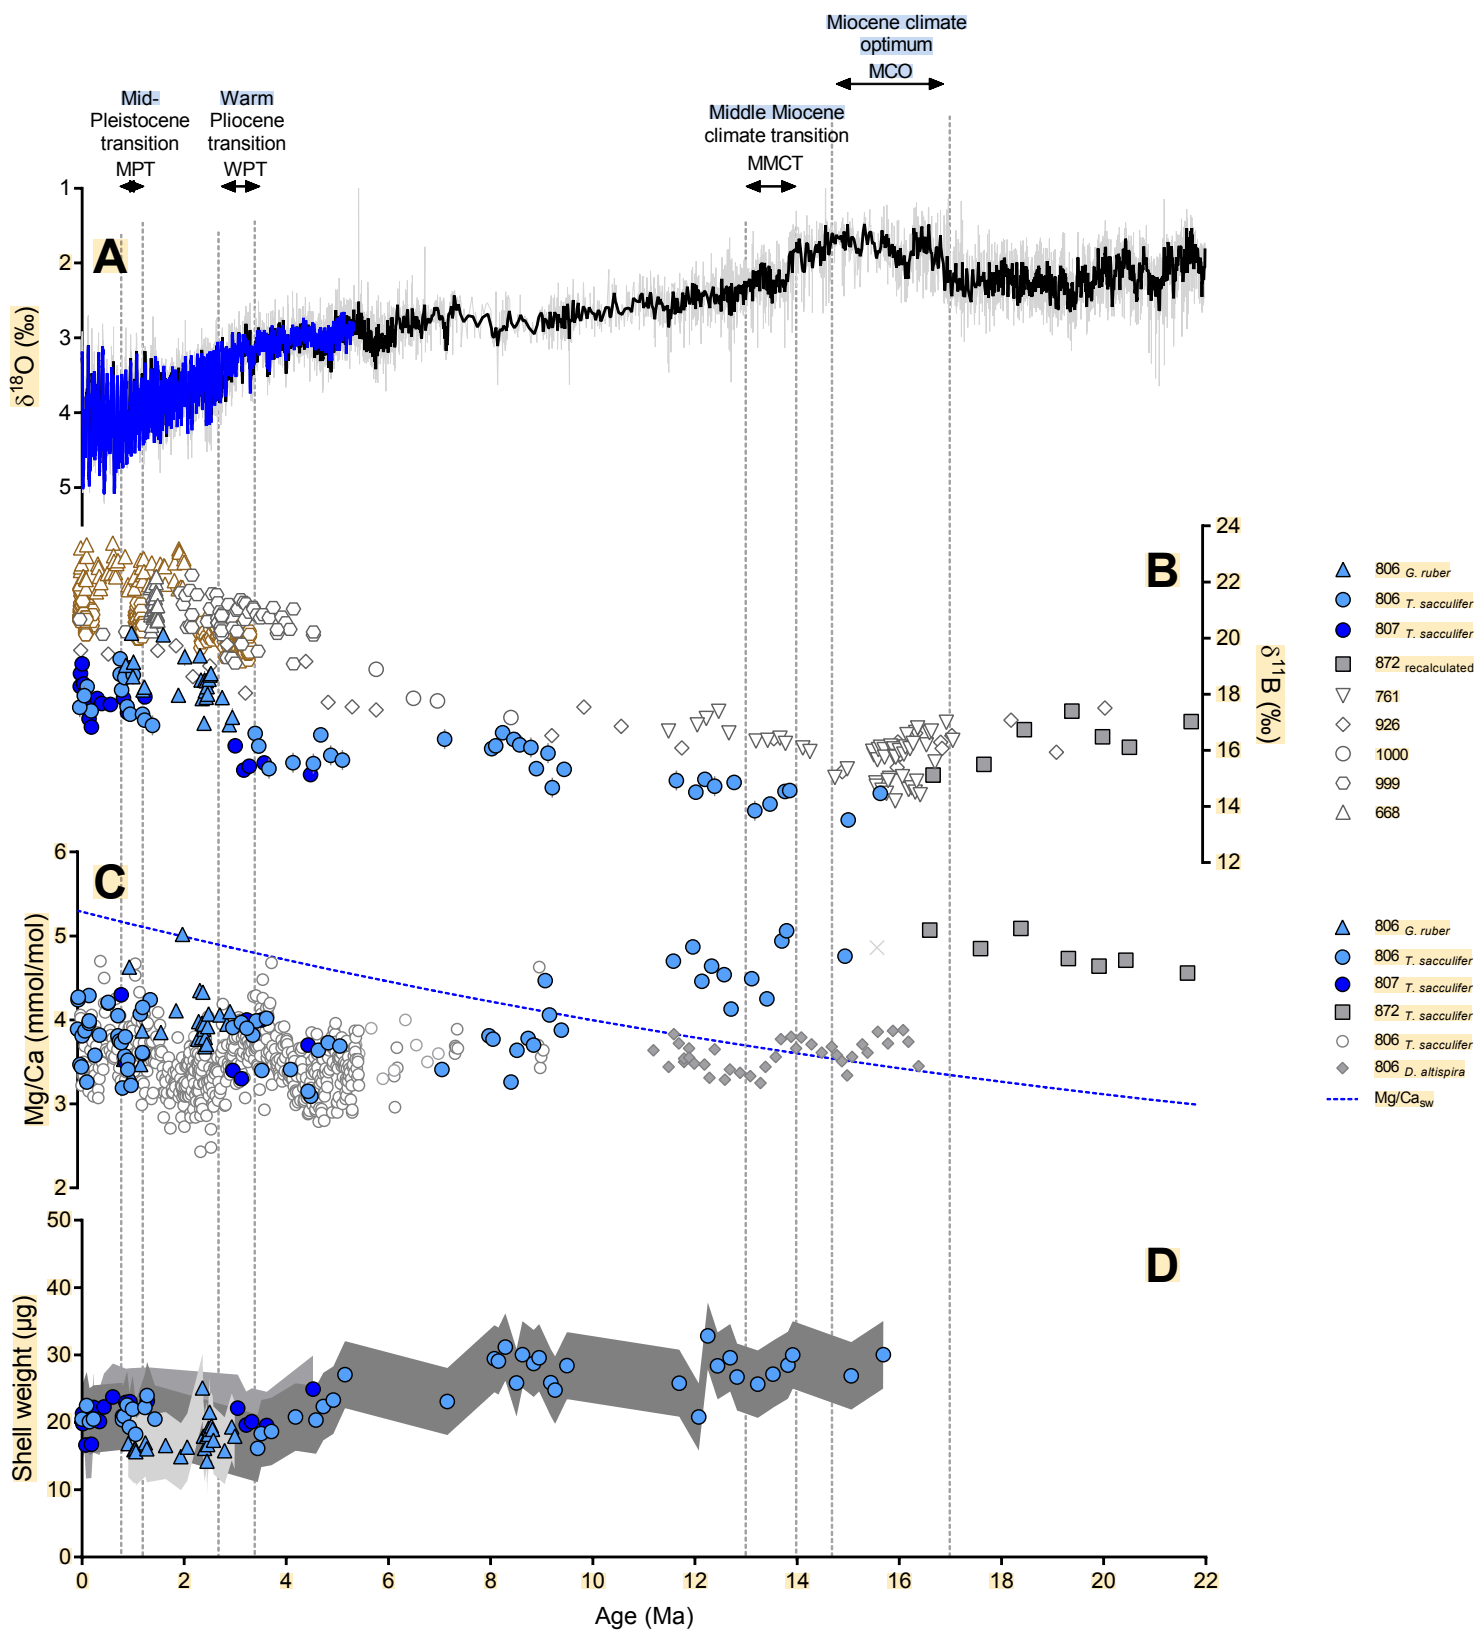 Miocene climate
optimum
MCO
Mid-
Pleistocene
transition
MPT
Warm
Pliocene
transition
WPT
Middle Miocene
climate transition
MMCT
A
δ¹⁸O (‰)
1
2
3
4
5
B
δ¹¹B (‰)
24
22
20
18
16
14
12
806 G. ruber
806 T. sacculifer
807 T. sacculifer
872 recalculated
761
926
1000
999
668
C
Mg/Ca (mmol/mol)
6
5
4
3
2
806 G. ruber
806 T. sacculifer
807 T. sacculifer
872 T. sacculifer
806 T. sacculifer
806 D. altispira
Mg/Ca sw
D
Shell weight (µg)
50
40
30
20
10
0
0 2 4 6 8 10 12 14 16 18 20 22
Age (Ma)